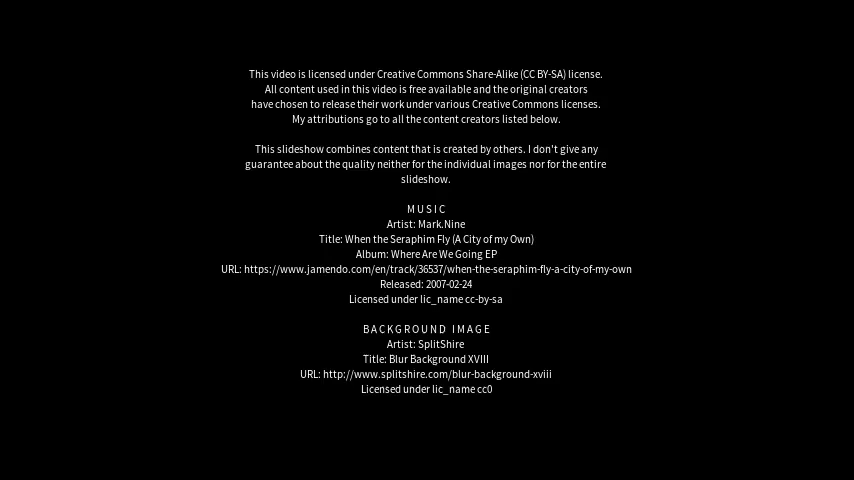 This video is licensed under Creative Commons Share-Alike (CC BY-SA) license.
All content used in this video is free available and the original creators
have chosen to release their work under various Creative Commons licenses.
My attributions go to all the content creators listed below.
This slideshow combines content that is created by others. I don't give any
guarantee about the quality neither for the individual images nor for the entire
slideshow.
MUSIC
Artist: Mark.Nine
Title: When the Seraphim Fly (A City of my Own)
Album: Where Are We Going EP
URL: https://www.jamendo.com/en/track/36537/when-the-seraphim-fly-a-city-of-my-own
Released: 2007-02-24
Licensed under lic_name cc-by-sa
BACKGROUND IMAGE
Artist: SplitShire
Title: Blur Background XVIII
URL: http://www.splitshire.com/blur-background-xviii
Licensed under lic_name cc0